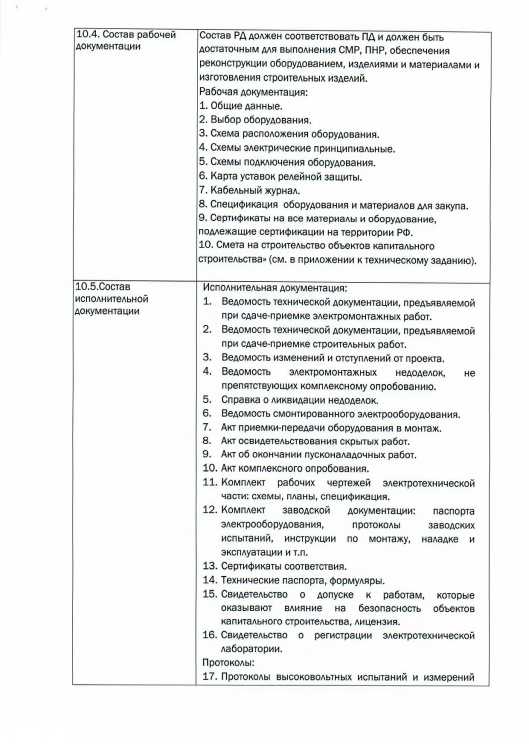 10.4. Состав рабочей
документации
Состав РД должен соответствовать ПД и должен быть
достаточным для выполнения СМР, ПНР, обеспечения
реконструкции оборудованием, изделиями и материалами и
изготовления строительных изделий.
Рабочая документация:
1. Общие данные.
2. Выбор оборудования.
3. Схема расположения оборудования.
4. Схемы электрические принципиальные.
5. Схемы подключения оборудования.
6. Карта уставок релейной защиты.
7. Кабельный журнал.
8. Спецификация оборудования и материалов для закупа.
9. Сертификаты на все материалы и оборудование,
подлежащие сертификации на территории РФ.
10. Смета на строительство объектов капитального
строительства» (см. в приложении к техническому заданию).
10.5.Состав
исполнительной
документации
Исполнительная документация:
1. Ведомость технической документации, предъявляемой
при сдаче-приемке электромонтажных работ.
2. Ведомость технической документации, предъявляемой
при сдаче-приемке строительных работ.
3. Ведомость изменений и отступлений от проекта.
4. Ведомость электромонтажных недоделок, не
препятствующих комплексному опробованию.
5. Справка о ликвидации недоделок.
6. Ведомость смонтированного электрооборудования.
7. Акт приемки-передачи оборудования в монтаж.
8. Акт освидетельствования скрытых работ.
9. Акт об окончании пусконаладочных работ.
10. Акт комплексного опробования.
11. Комплект рабочих чертежей электротехнической
части: схемы, планы, спецификация.
12. Комплект заводской документации: паспорта
электрооборудования, протоколы заводских
испытаний, инструкции по монтажу, наладке и
эксплуатации и т.п.
13. Сертификаты соответствия.
14. Технические паспорта, формуляры.
15. Свидетельство о допуске к работам, которые
оказывают влияние на безопасность объектов
капитального строительства, лицензия.
16. Свидетельство о регистрации электротехнической
лаборатории.
Протоколы:
17. Протоколы высоковольтных испытаний и измерений